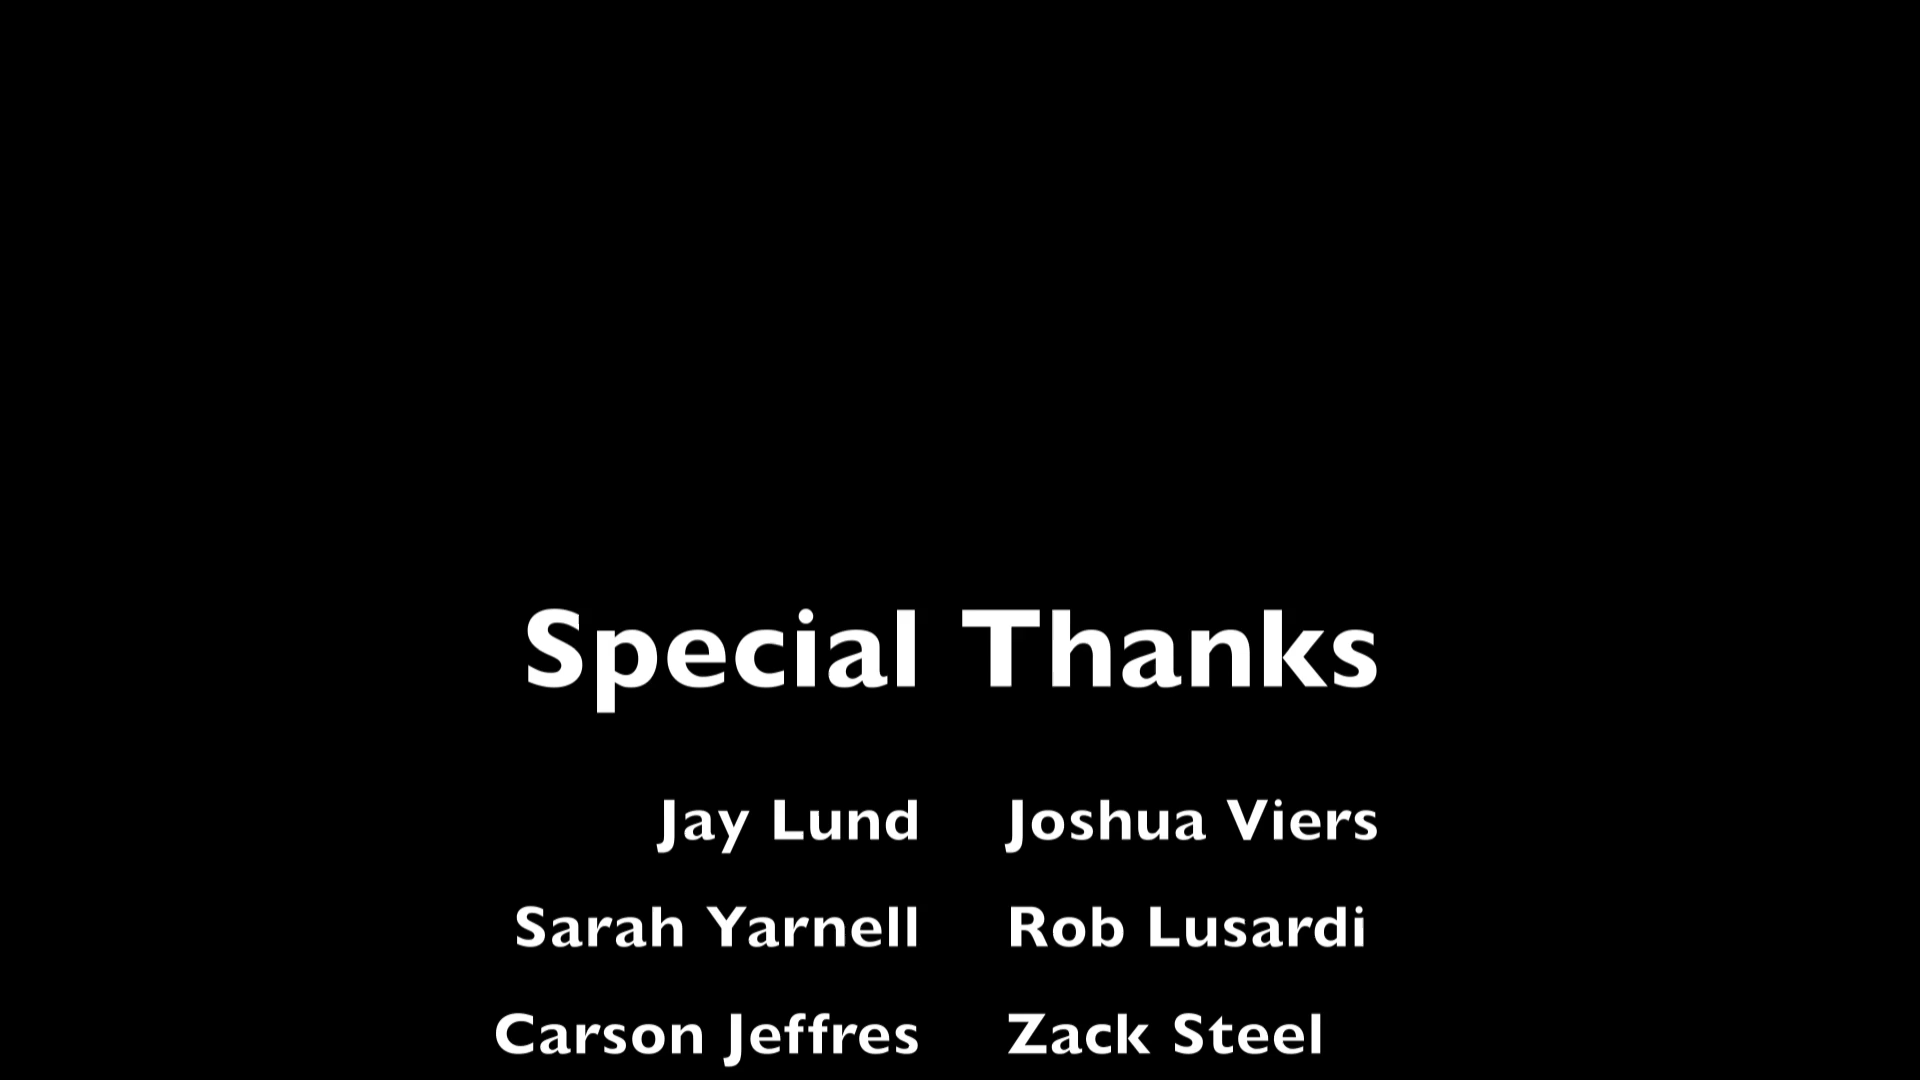 Special Thanks
Jay Lund Joshua Viers
Sarah Yarnell Rob Lusardi
Carson Jeffres Zack Steel